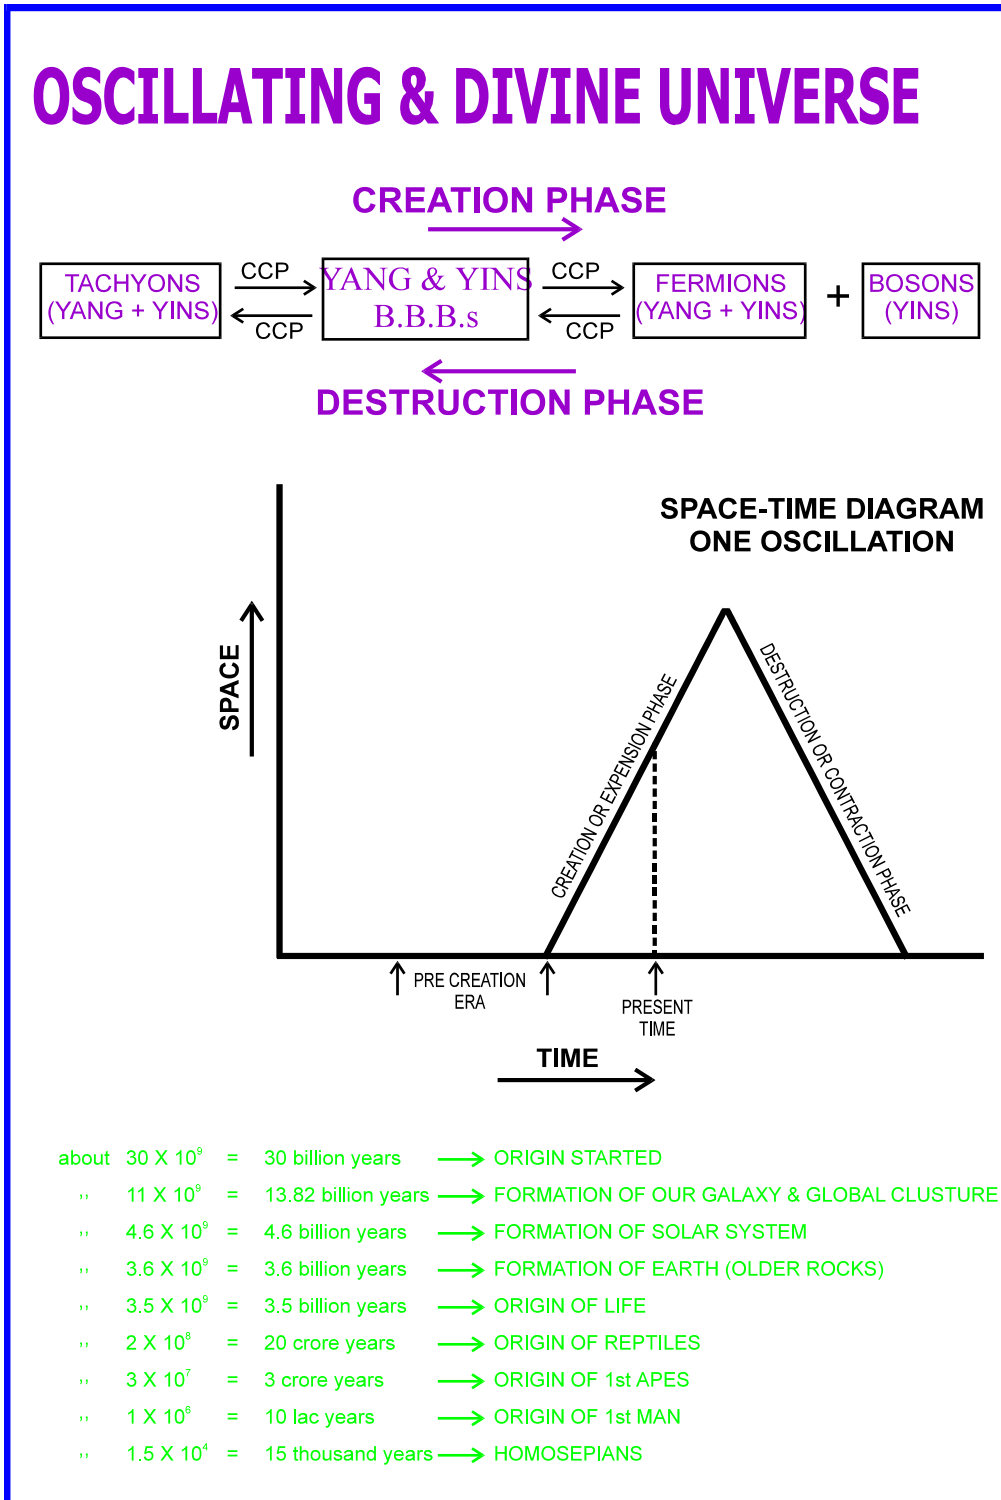 OSCILLATING & DIVINE UNIVERSE
CREATION PHASE
TACHYONS
(YANG + YINS)
CCP
CCP
YANG & YINS
B.B.B.s
CCP
CCP
FERMIONS
(YANG + YINS)
+
BOSONS
(YINS)
DESTRUCTION PHASE
SPACE-TIME DIAGRAM
ONE OSCILLATION
SPACE
CREATION OR EXPENSION PHASE
DESTRUCTION OR CONTRACTION PHASE
PRE CREATION
ERA
PRESENT
TIME
TIME
about 30 X 10⁹ = 30 billion years → ORIGIN STARTED
,, 11 X 10⁹ = 13.82 billion years → FORMATION OF OUR GALAXY & GLOBAL CLUSTURE
,, 4.6 X 10⁹ = 4.6 billion years → FORMATION OF SOLAR SYSTEM
,, 3.6 X 10⁹ = 3.6 billion years → FORMATION OF EARTH (OLDER ROCKS)
,, 3.5 X 10⁹ = 3.5 billion years → ORIGIN OF LIFE
,, 2 X 10⁸ = 20 crore years → ORIGIN OF REPTILES
,, 3 X 10⁷ = 3 crore years → ORIGIN OF 1st APES
,, 1 X 10⁶ = 10 lac years → ORIGIN OF 1st MAN
,, 1.5 X 10⁴ = 15 thousand years → HOMOSEPIANS